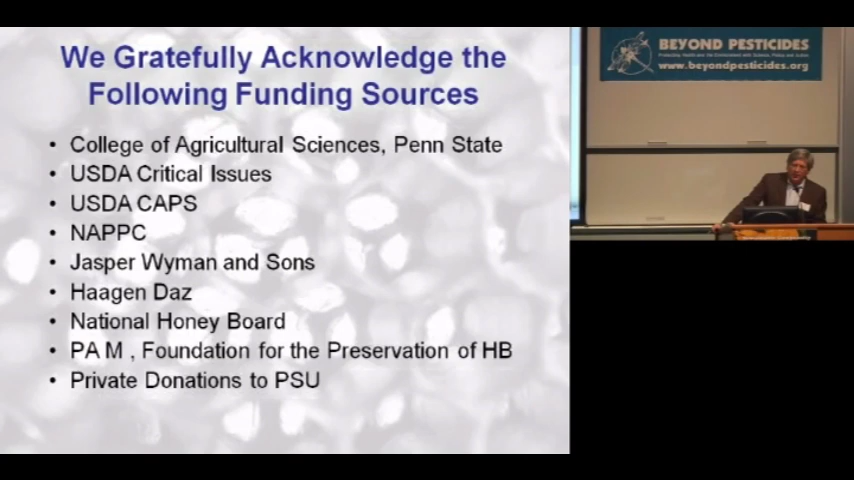 We Gratefully Acknowledge the
Following Funding Sources
• College of Agricultural Sciences, Penn State
• USDA Critical Issues
• USDA CAPS
• NAPPC
• Jasper Wyman and Sons
• Haagen Daz
• National Honey Board
• PA M , Foundation for the Preservation of HB
• Private Donations to PSU
BEYOND PESTICIDES
www.beyondpesticides.org